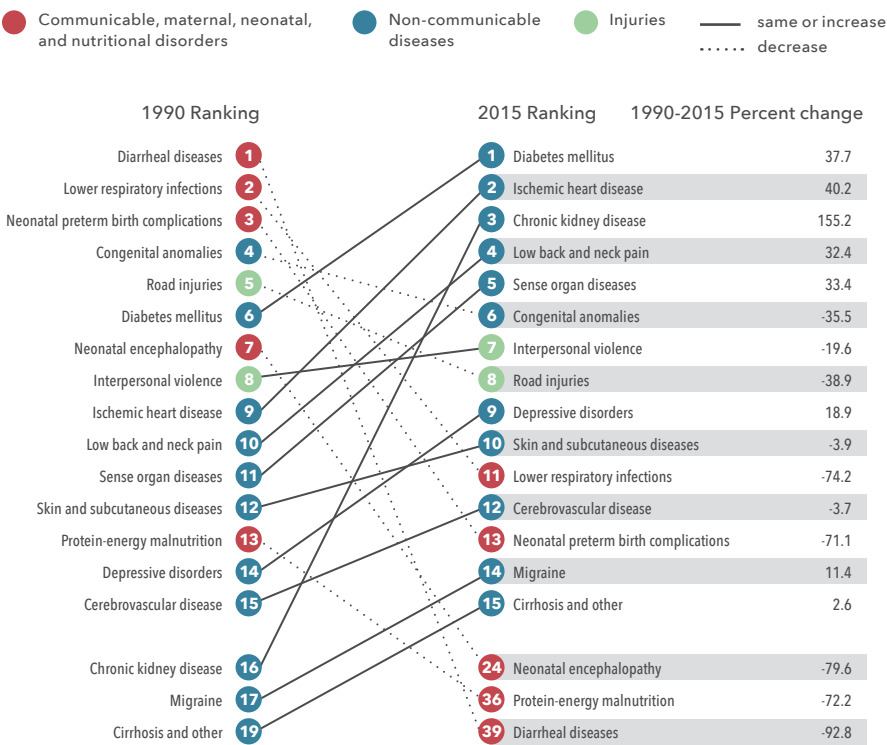 Communicable, maternal, neonatal,
and nutritional disorders
Non-communicable
diseases
Injuries
same or increase
decrease
1990 Ranking
2015 Ranking
1990-2015 Percent change
Diarrheal diseases 1
1 Diabetes mellitus 37.7
Lower respiratory infections 2
2 Ischemic heart disease 40.2
Neonatal preterm birth complications 3
3 Chronic kidney disease 155.2
Congenital anomalies 4
4 Low back and neck pain 32.4
Road injuries 5
5 Sense organ diseases 33.4
Diabetes mellitus 6
6 Congenital anomalies -35.5
Neonatal encephalopathy 7
7 Interpersonal violence -19.6
Interpersonal violence 8
8 Road injuries -38.9
Ischemic heart disease 9
9 Depressive disorders 18.9
Low back and neck pain 10
10 Skin and subcutaneous diseases -3.9
Sense organ diseases 11
11 Lower respiratory infections -74.2
Skin and subcutaneous diseases 12
12 Cerebrovascular disease -3.7
Protein-energy malnutrition 13
13 Neonatal preterm birth complications -71.1
Depressive disorders 14
14 Migraine 11.4
Cerebrovascular disease 15
15 Cirrhosis and other 2.6
Chronic kidney disease 16
24 Neonatal encephalopathy -79.6
Migraine 17
36 Protein-energy malnutrition -72.2
Cirrhosis and other 19
39 Diarrheal diseases -92.8